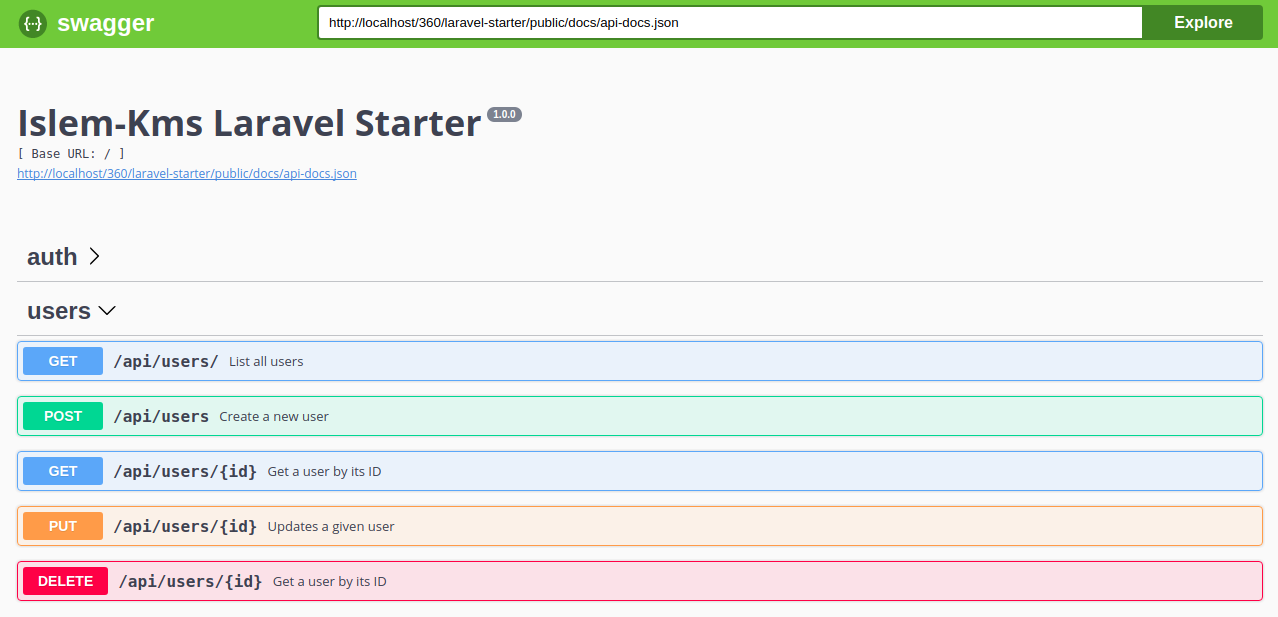 {···} swagger http://localhost/360/laravel-starter/public/docs/api-docs.json Explore
Islem-Kms Laravel Starter 1.0.0
[ Base URL: / ]
http://localhost/360/laravel-starter/public/docs/api-docs.json
auth
users
GET /api/users/ List all users
POST /api/users Create a new user
GET /api/users/{id} Get a user by its ID
PUT /api/users/{id} Updates a given user
DELETE /api/users/{id} Get a user by its ID